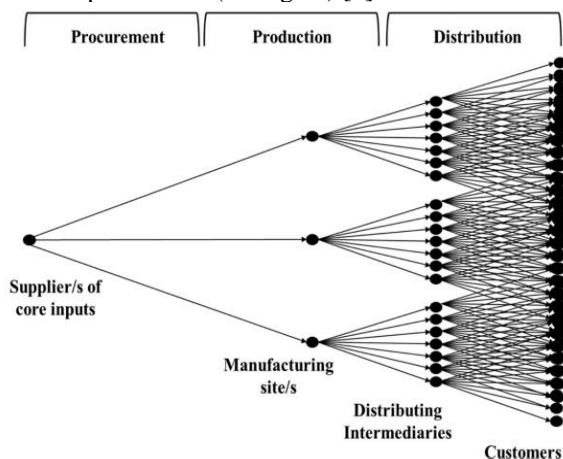 Procurement Production Distribution
Supplier/s of
core inputs
Manufacturing
site/s
Distributing
Intermediaries
Customers